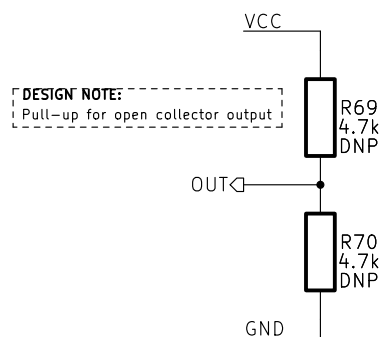 VCC
DESIGN NOTE:
Pull-up for open collector output
R69
4.7k
DNP
OUT
R70
4.7k
DNP
GND